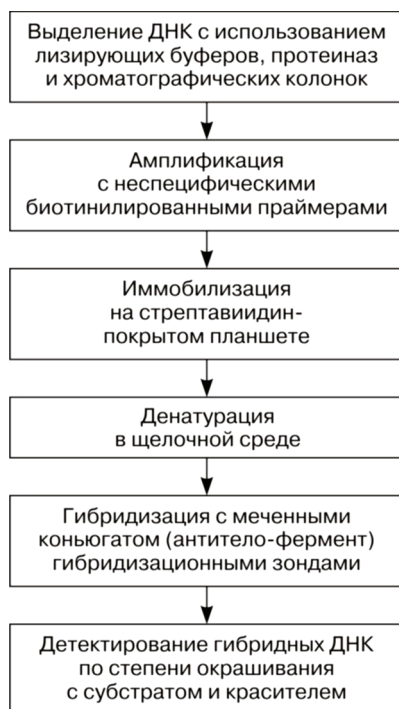 Выделение ДНК с использованием
лизирующих буферов, протеиназ
и хроматографических колонок
Амплификация
с неспецифическими
биотинилированными праймерами
Иммобилизация
на стрептавиидин-
покрытом планшете
Денатурация
в щелочной среде
Гибридизация с меченными
коньюгатом (антитело-фермент)
гибридизационными зондами
Детектирование гибридных ДНК
по степени окрашивания
с субстратом и красителем